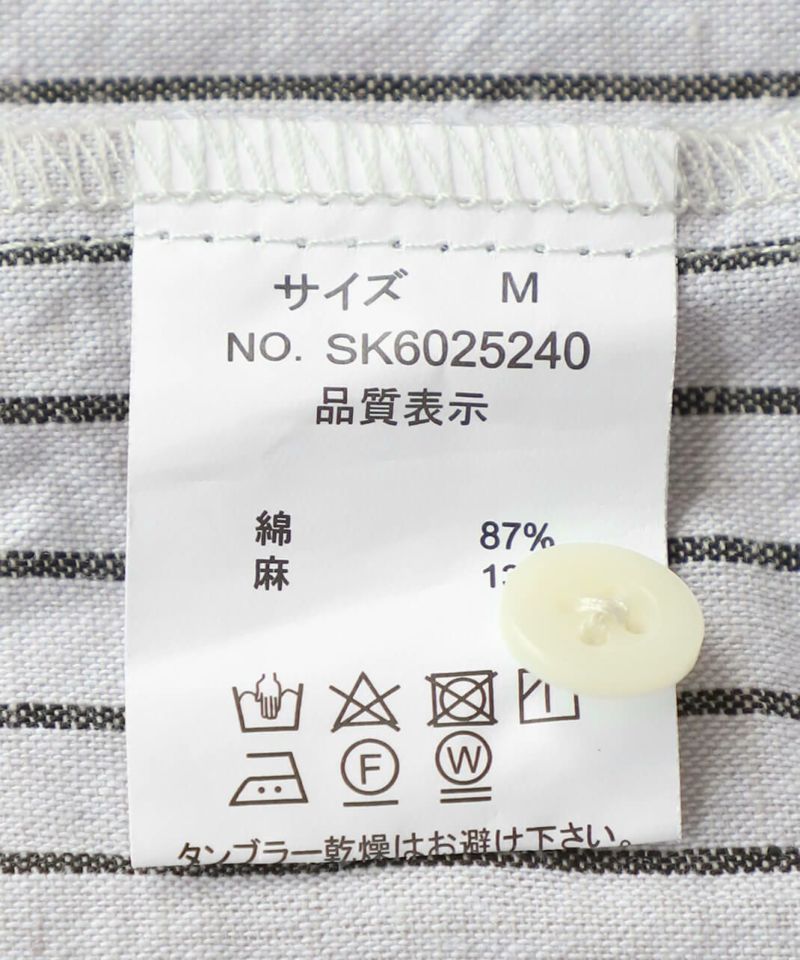 サイズ M
NO. SK6025240
品質表示
綿 87%
麻
F W
タンブラー乾燥はお避け下さい。